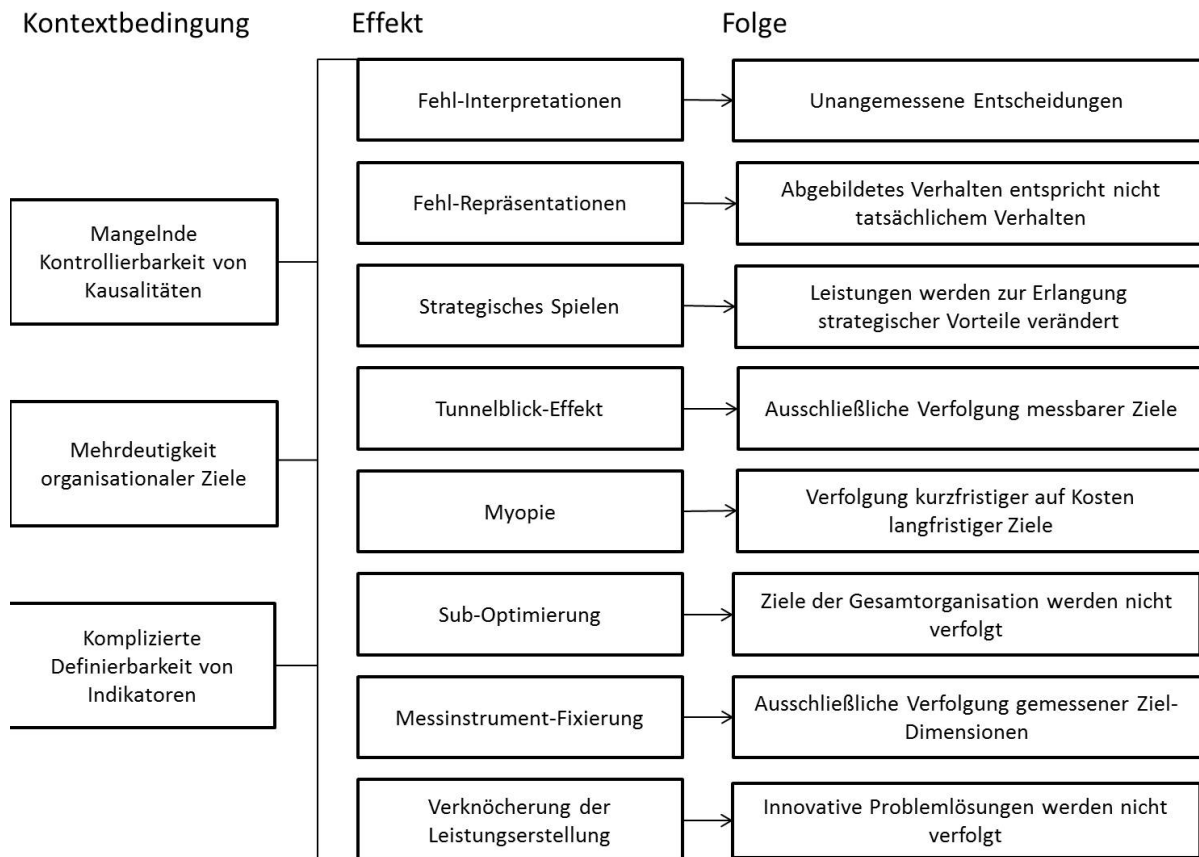 Kontextbedingung
Effekt
Folge
Mangelnde
Kontrollierbarkeit von
Kausalitäten
Mehrdeutigkeit
organisationaler Ziele
Komplizierte
Definierbarkeit von
Indikatoren
Fehl-Interpretationen
Unangemessene Entscheidungen
Fehl-Repräsentationen
Abgebildetes Verhalten entspricht nicht
tatsächlichem Verhalten
Strategisches Spielen
Leistungen werden zur Erlangung
strategischer Vorteile verändert
Tunnelblick-Effekt
Ausschließliche Verfolgung messbarer Ziele
Myopie
Verfolgung kurzfristiger auf Kosten
langfristiger Ziele
Sub-Optimierung
Ziele der Gesamtorganisation werden nicht
verfolgt
Messinstrument-Fixierung
Ausschließliche Verfolgung gemessener Ziel-
Dimensionen
Verknöcherung der
Leistungserstellung
Innovative Problemlösungen werden nicht
verfolgt